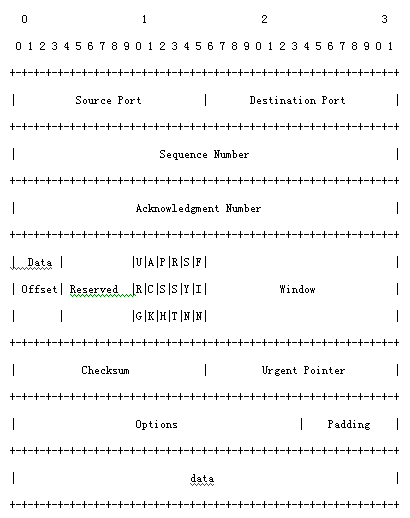 0                   1                   2                   3
0 1 2 3 4 5 6 7 8 9 0 1 2 3 4 5 6 7 8 9 0 1 2 3 4 5 6 7 8 9 0 1
+-+-+-+-+-+-+-+-+-+-+-+-+-+-+-+-+-+-+-+-+-+-+-+-+-+-+-+-+-+-+-+-+
|          Source Port          |       Destination Port        |
+-+-+-+-+-+-+-+-+-+-+-+-+-+-+-+-+-+-+-+-+-+-+-+-+-+-+-+-+-+-+-+-+
|                        Sequence Number                        |
+-+-+-+-+-+-+-+-+-+-+-+-+-+-+-+-+-+-+-+-+-+-+-+-+-+-+-+-+-+-+-+-+
|                    Acknowledgment Number                      |
+-+-+-+-+-+-+-+-+-+-+-+-+-+-+-+-+-+-+-+-+-+-+-+-+-+-+-+-+-+-+-+-+
|  Data |           |U|A|P|R|S|F|                               |
| Offset| Reserved  |R|C|S|S|Y|I|            Window             |
|       |           |G|K|H|T|N|N|                               |
+-+-+-+-+-+-+-+-+-+-+-+-+-+-+-+-+-+-+-+-+-+-+-+-+-+-+-+-+-+-+-+-+
|           Checksum            |         Urgent Pointer        |
+-+-+-+-+-+-+-+-+-+-+-+-+-+-+-+-+-+-+-+-+-+-+-+-+-+-+-+-+-+-+-+-+
|                    Options                    |    Padding    |
+-+-+-+-+-+-+-+-+-+-+-+-+-+-+-+-+-+-+-+-+-+-+-+-+-+-+-+-+-+-+-+-+
|                             data                              |
+-+-+-+-+-+-+-+-+-+-+-+-+-+-+-+-+-+-+-+-+-+-+-+-+-+-+-+-+-+-+-+-+